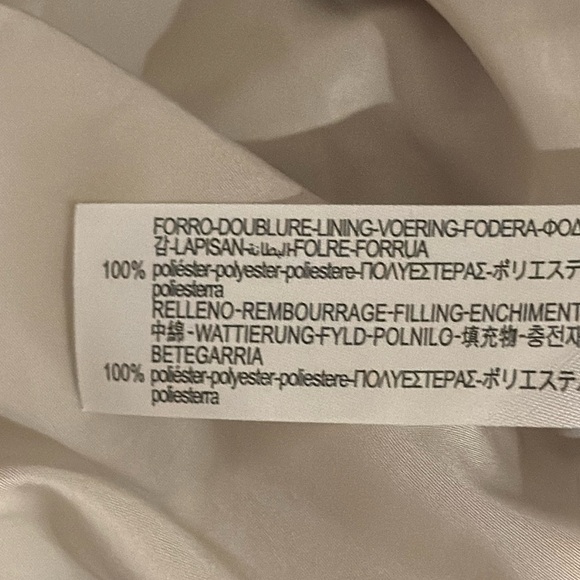 FORRO-DOUBLURE-LINING-VOERING-FODERA-ΦΟΔ
감-LAPISAN-البطانة-FOLRE-FORRUA
100% poliéster-polyester-poliestere-ΠΟΛΥΕΣΤΕΡΑΣ-ポリエステ
poliesterra
RELLENO-REMBOURRAGE-FILLING-ENCHIMENT
中綿-WATTIERUNG-FYLD-POLNILO-填充物-충전재
BETEGARRIA
100% poliéster-polyester-poliestere-ΠΟΛΥΕΣΤΕΡΑΣ-ポリエステ
poliesterra